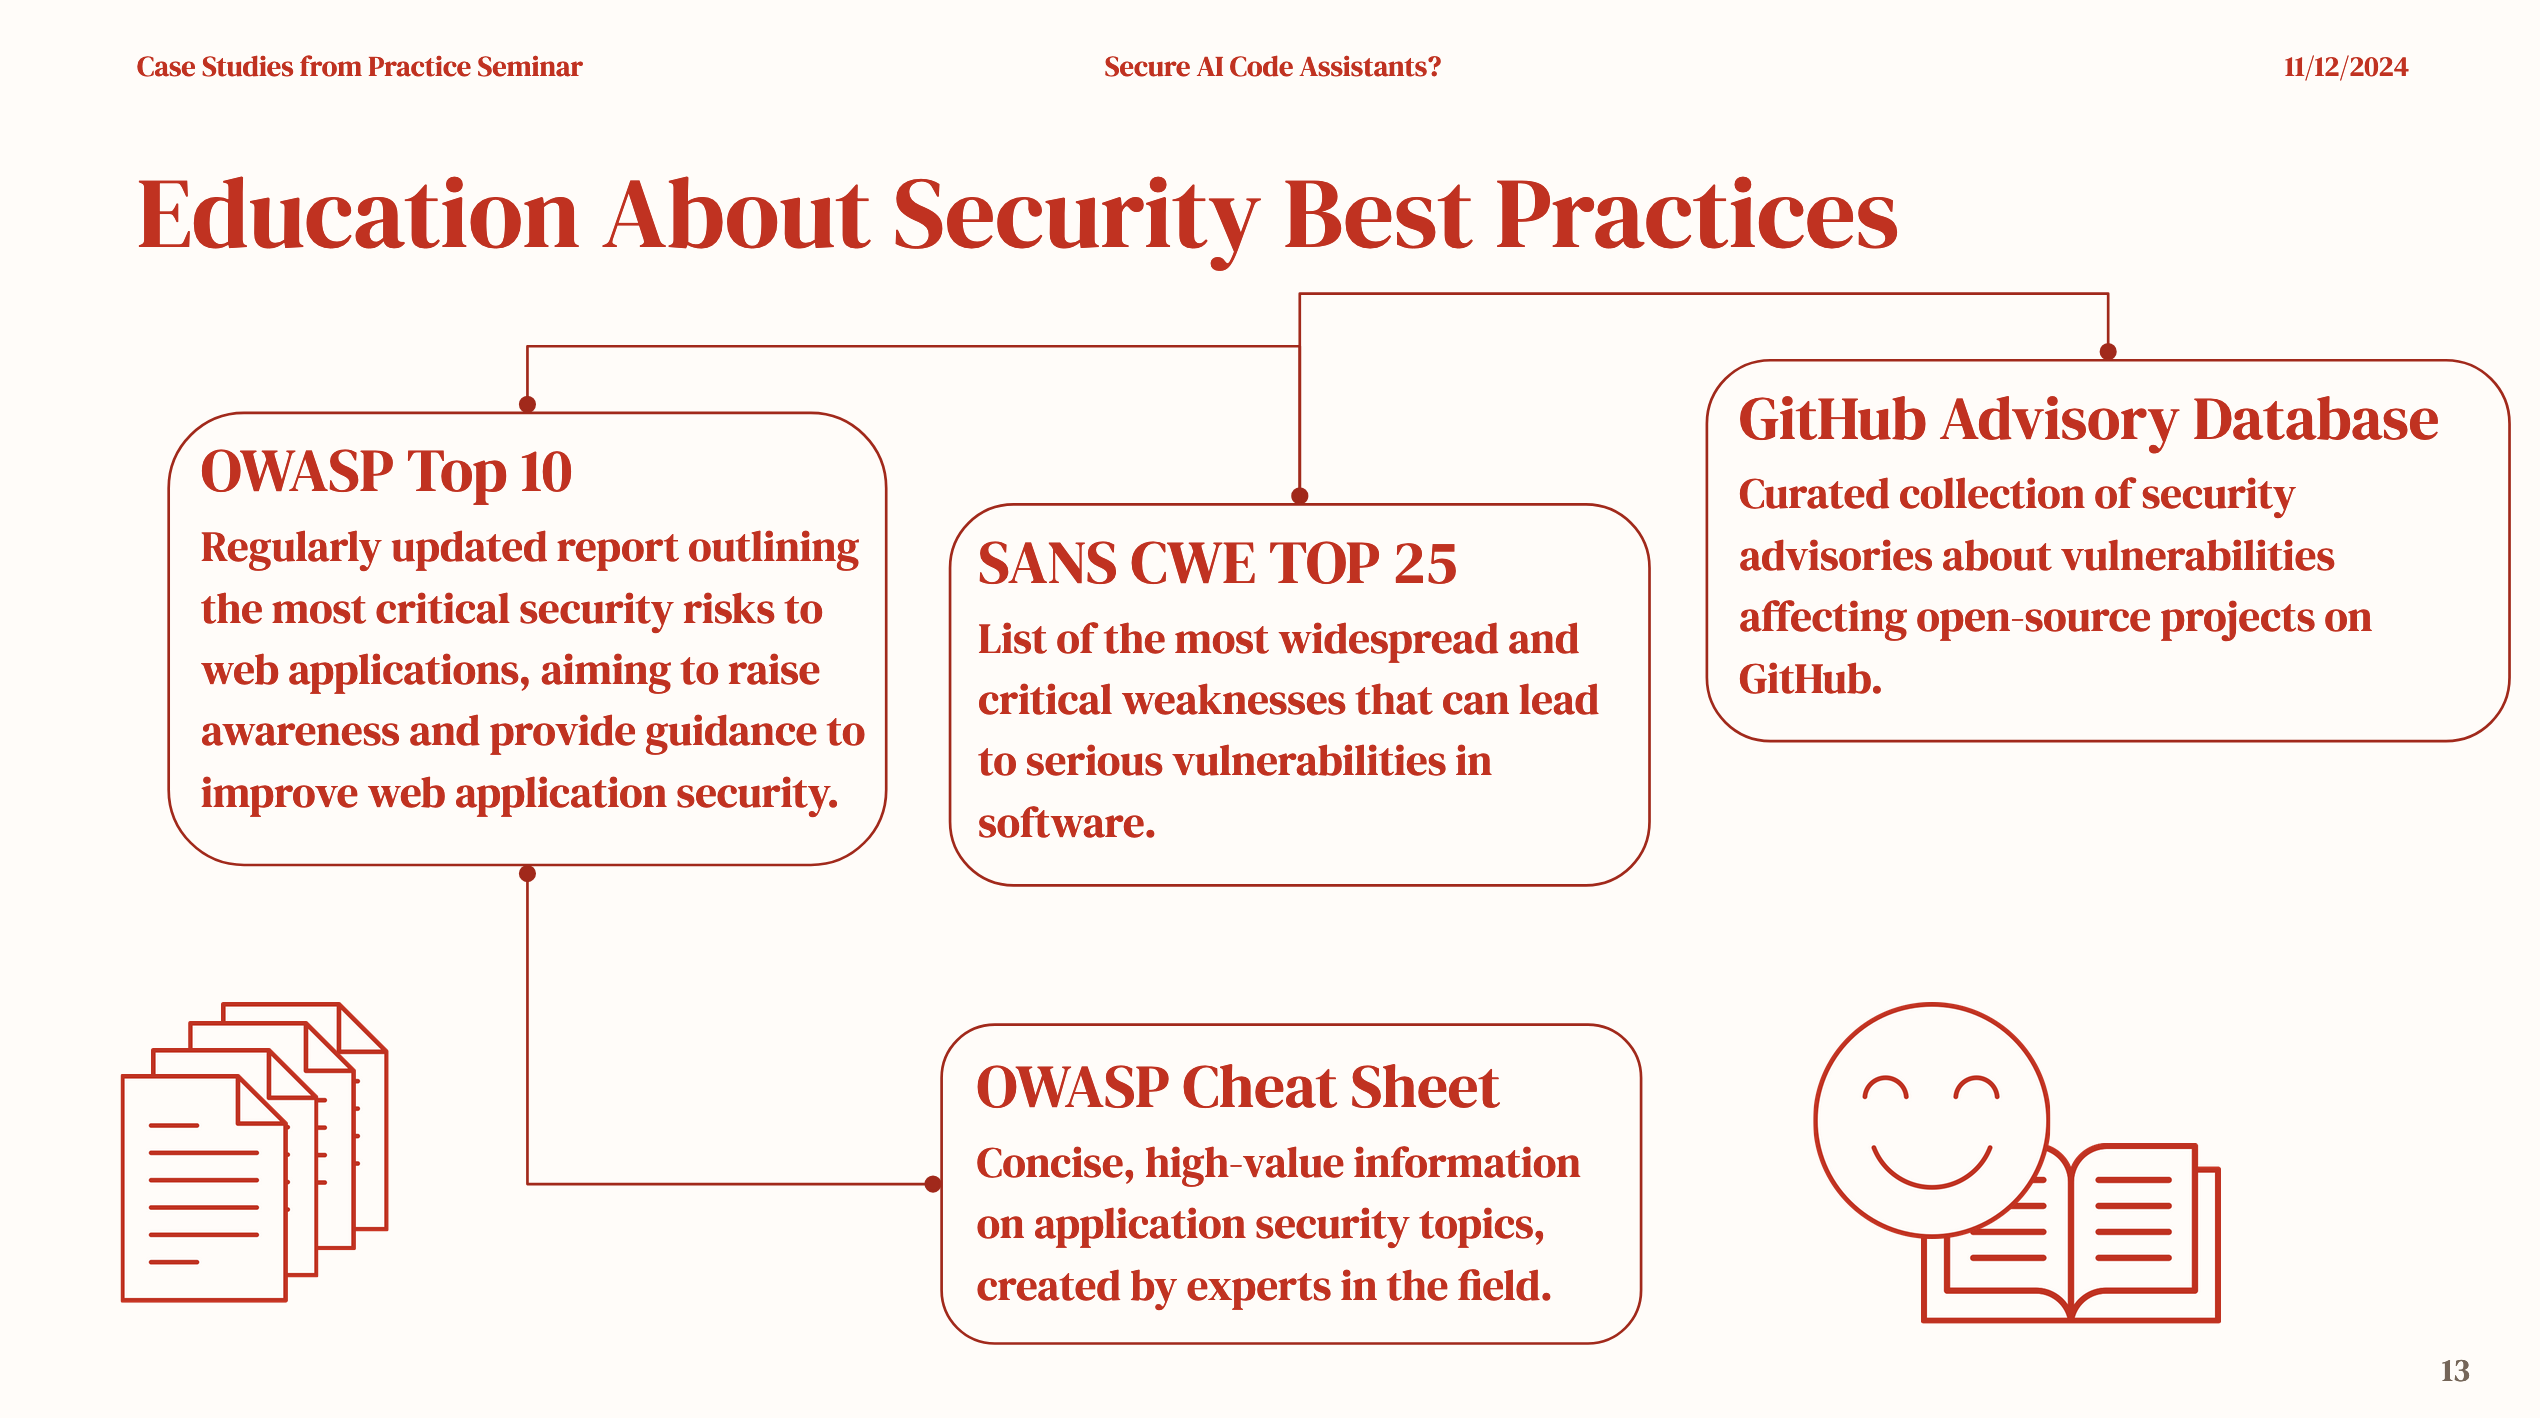 Case Studies from Practice Seminar
Secure AI Code Assistants?
11/12/2024
Education About Security Best Practices
OWASP Top 10
Regularly updated report outlining
the most critical security risks to
web applications, aiming to raise
awareness and provide guidance to
improve web application security.
SANS CWE TOP 25
List of the most widespread and
critical weaknesses that can lead
to serious vulnerabilities in
software.
GitHub Advisory Database
Curated collection of security
advisories about vulnerabilities
affecting open-source projects on
GitHub.
OWASP Cheat Sheet
Concise, high-value information
on application security topics,
created by experts in the field.
13